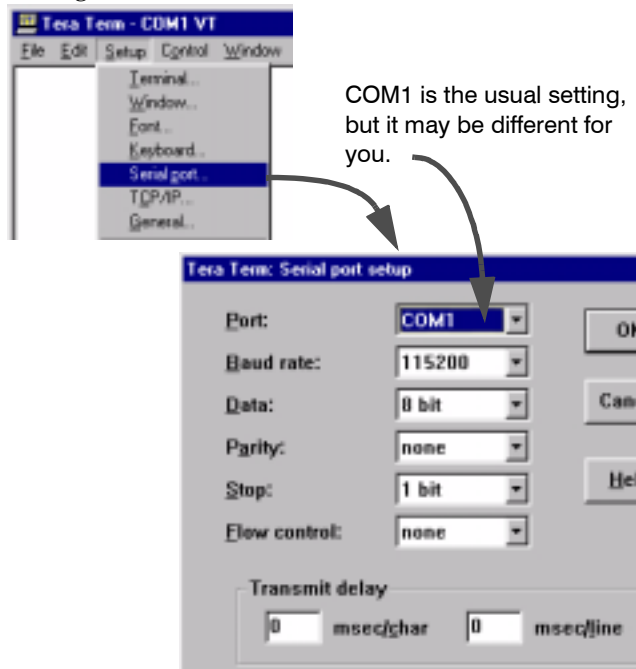 Tera Term - COM1 VT
File Edit Setup Control Window
Terminal...
Window...
Font...
Keyboard...
Serial port...
TCP/IP...
General...
COM1 is the usual setting,
but it may be different for
you.
Tera Term: Serial port setup
Port: COM1
Baud rate: 115200
Data: 8 bit
Parity: none
Stop: 1 bit
Flow control: none
Transmit delay
0 msec/char 0 msec/line